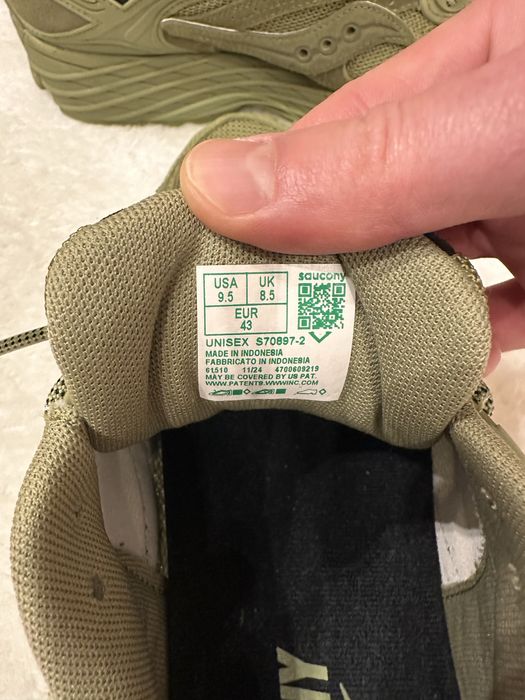 saucony
USA UK
9.5 8.5
EUR
43
UNISEX S70897-2
MADE IN INDONESIA
FABBRICATO IN INDONESIA
61510 11/24 4700609219
MAY BE COVERED BY US PAT.
WWW.PATENTS.WWWINC.COM